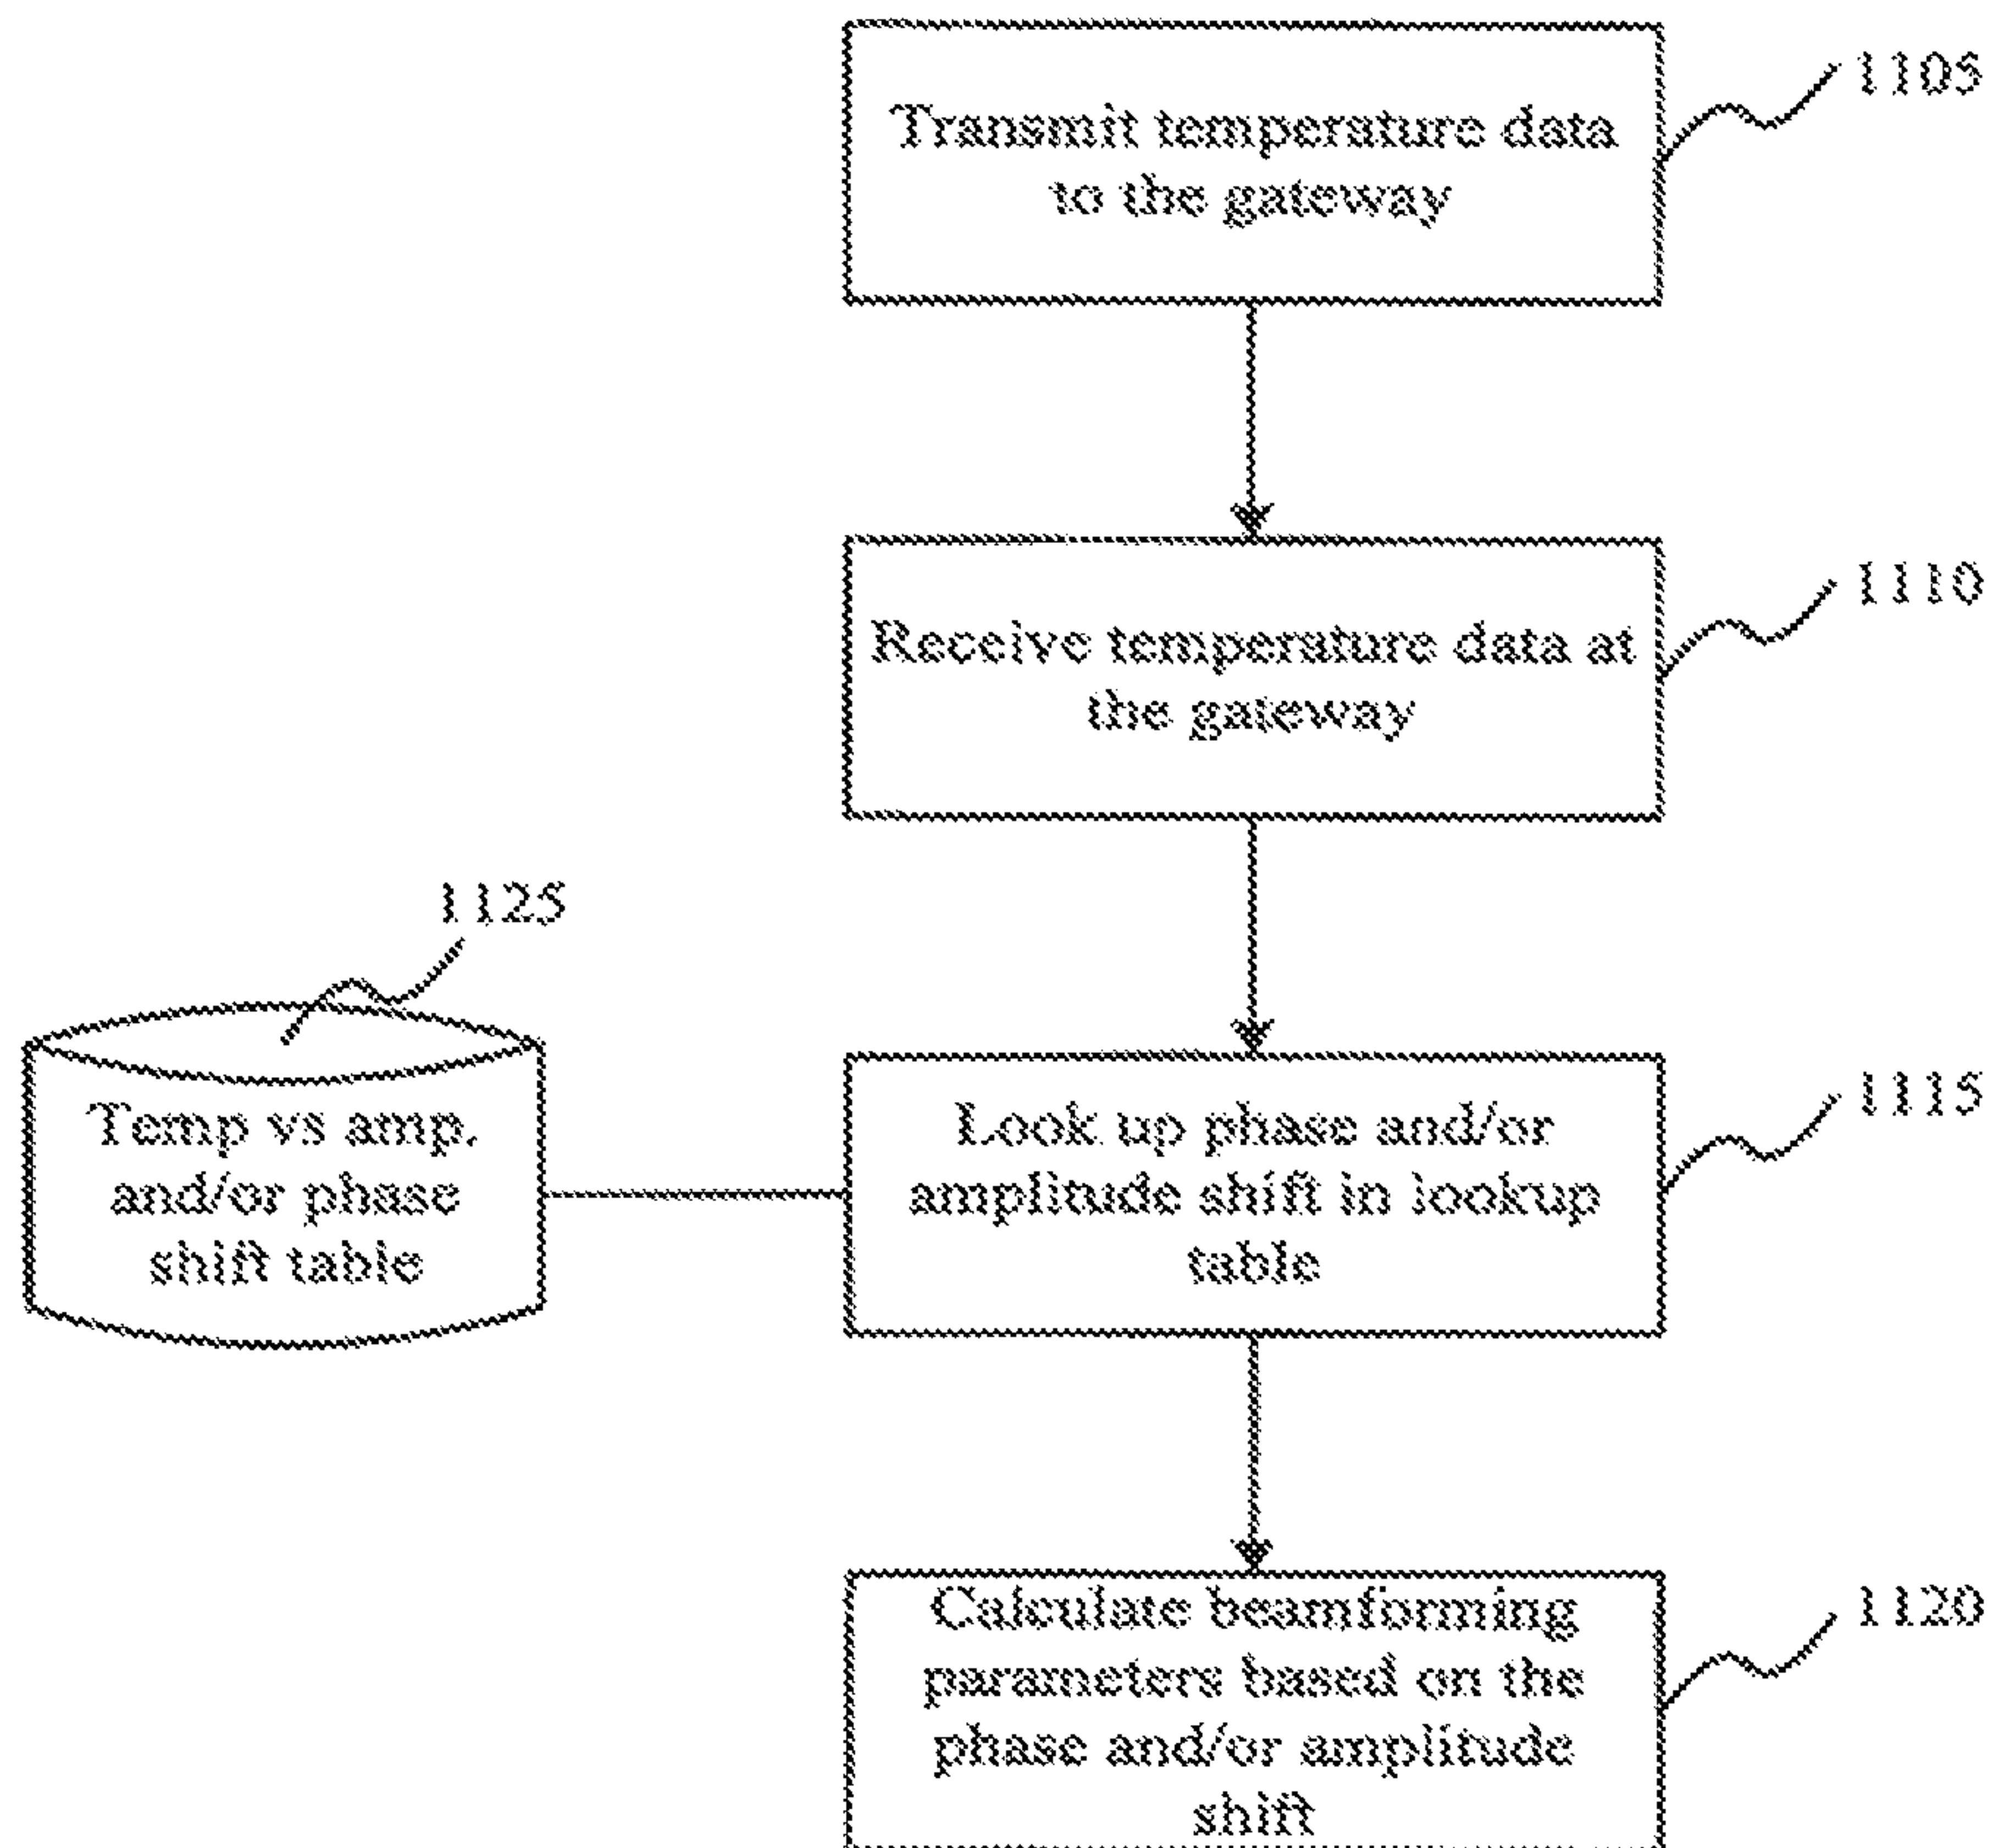 1105
Transmit temperature data
to the gateway
1110
Receive temperature data at
the gateway
1125
Temp vs amp.
and/or phase
shift table
1115
Look up phase and/or
amplitude shift in lookup
table
1120
Calculate beamforming
parameters based on the
phase and/or amplitude
shift